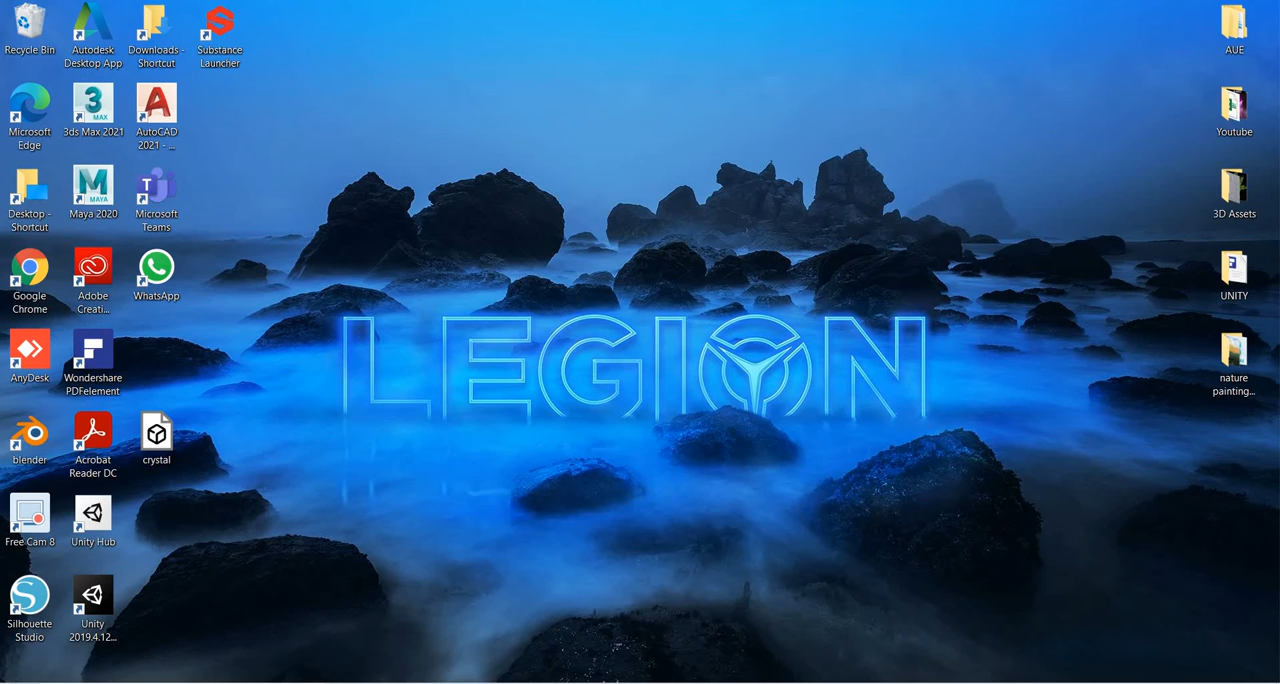 Recycle Bin
Autodesk
Desktop App
Downloads -
Shortcut
Substance
Launcher
AUE
Microsoft
Edge
3ds Max 2021
AutoCAD
2021 - ...
Youtube
Desktop -
Shortcut
Maya 2020
Microsoft
Teams
3D Assets
Google
Chrome
Adobe
Creati...
WhatsApp
UNITY
LEGION
AnyDesk
Wondershare
PDFelement
nature
painting...
blender
Acrobat
Reader DC
crystal
Free Cam 8
Unity Hub
Silhouette
Studio
Unity
2019.4.12...